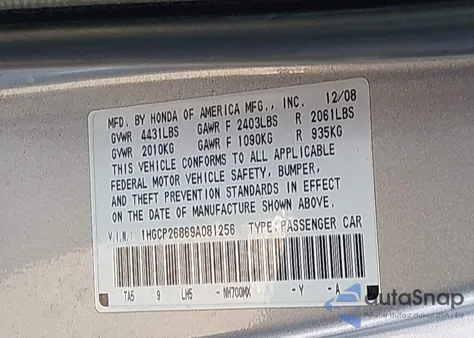 MFD. BY HONDA OF AMERICA MFG., INC. 12/08
GVWR 4431LBS GAWR F 2403LBS R 2061LBS
GVWR 2010KG GAWR F 1090KG R 935KG
THIS VEHICLE CONFORMS TO ALL APPLICABLE
FEDERAL MOTOR VEHICLE SAFETY, BUMPER,
AND THEFT PREVENTION STANDARDS IN EFFECT
ON THE DATE OF MANUFACTURE SHOWN ABOVE.
V.I.N.: 1HGCP26869A081256 TYPE: PASSENGER CAR
TA5 9 LH5 -NH700MX -Y -A
autoSnap